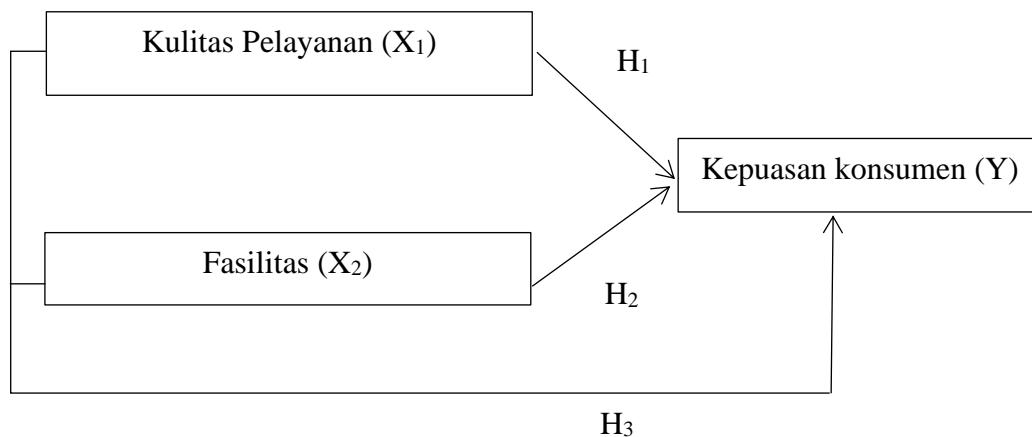 Kulitas Pelayanan (X₁)
H₁
Kepuasan konsumen (Y)
Fasilitas (X₂)
H₂
H₃